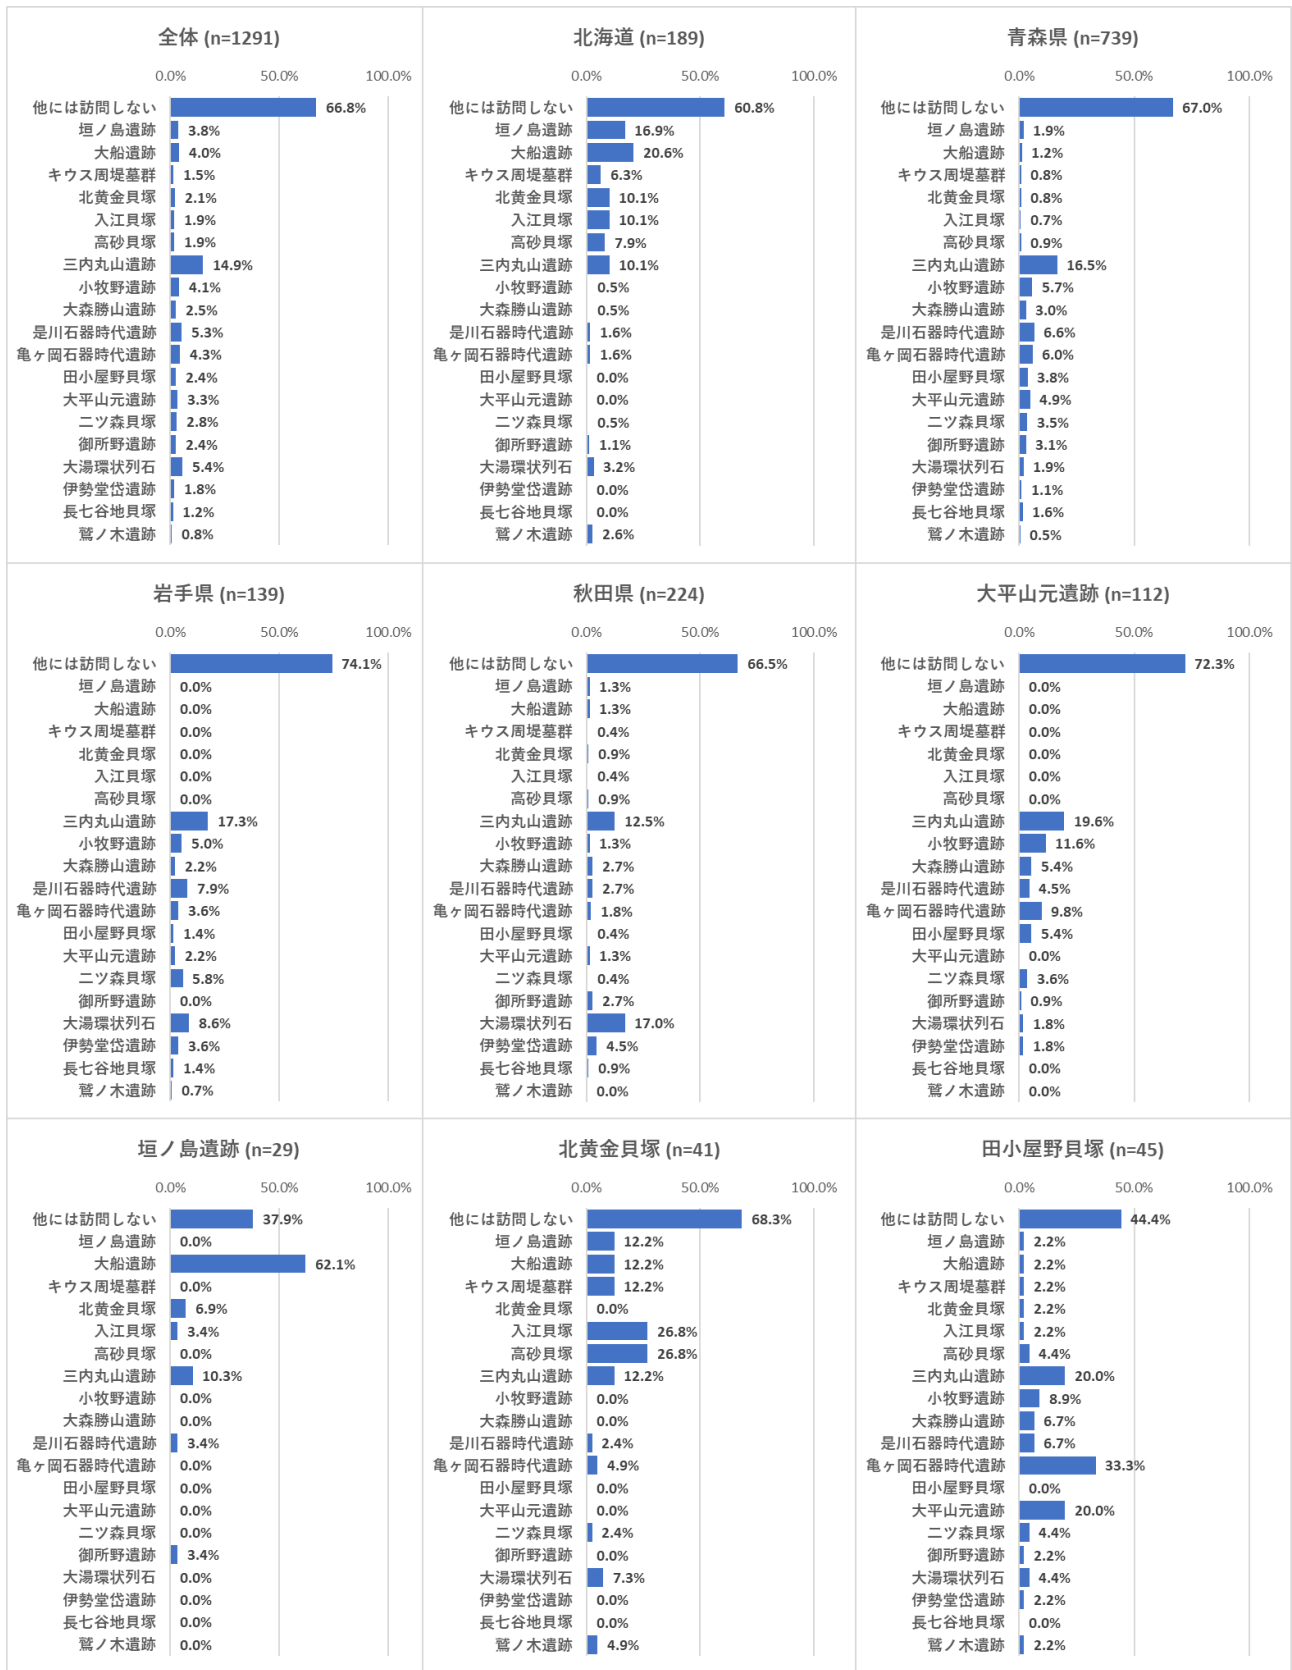 全体 (n=1291)
0.0% 50.0% 100.0%
他には訪問しない 66.8%
垣ノ島遺跡 3.8%
大船遺跡 4.0%
キウス周堤墓群 1.5%
北黄金貝塚 2.1%
入江貝塚 1.9%
高砂貝塚 1.9%
三内丸山遺跡 14.9%
小牧野遺跡 4.1%
大森勝山遺跡 2.5%
是川石器時代遺跡 5.3%
亀ヶ岡石器時代遺跡 4.3%
田小屋野貝塚 2.4%
大平山元遺跡 3.3%
二ツ森貝塚 2.8%
御所野遺跡 2.4%
大湯環状列石 5.4%
伊勢堂岱遺跡 1.8%
長七谷地貝塚 1.2%
鷲ノ木遺跡 0.8%
北海道 (n=189)
0.0% 50.0% 100.0%
他には訪問しない 60.8%
垣ノ島遺跡 16.9%
大船遺跡 20.6%
キウス周堤墓群 6.3%
北黄金貝塚 10.1%
入江貝塚 10.1%
高砂貝塚 7.9%
三内丸山遺跡 10.1%
小牧野遺跡 0.5%
大森勝山遺跡 0.5%
是川石器時代遺跡 1.6%
亀ヶ岡石器時代遺跡 1.6%
田小屋野貝塚 0.0%
大平山元遺跡 0.0%
二ツ森貝塚 0.5%
御所野遺跡 1.1%
大湯環状列石 3.2%
伊勢堂岱遺跡 0.0%
長七谷地貝塚 0.0%
鷲ノ木遺跡 2.6%
青森県 (n=739)
0.0% 50.0% 100.0%
他には訪問しない 67.0%
垣ノ島遺跡 1.9%
大船遺跡 1.2%
キウス周堤墓群 0.8%
北黄金貝塚 0.8%
入江貝塚 0.7%
高砂貝塚 0.9%
三内丸山遺跡 16.5%
小牧野遺跡 5.7%
大森勝山遺跡 3.0%
是川石器時代遺跡 6.6%
亀ヶ岡石器時代遺跡 6.0%
田小屋野貝塚 3.8%
大平山元遺跡 4.9%
二ツ森貝塚 3.5%
御所野遺跡 3.1%
大湯環状列石 1.9%
伊勢堂岱遺跡 1.1%
長七谷地貝塚 1.6%
鷲ノ木遺跡 0.5%
岩手県 (n=139)
0.0% 50.0% 100.0%
他には訪問しない 74.1%
垣ノ島遺跡 0.0%
大船遺跡 0.0%
キウス周堤墓群 0.0%
北黄金貝塚 0.0%
入江貝塚 0.0%
高砂貝塚 0.0%
三内丸山遺跡 17.3%
小牧野遺跡 5.0%
大森勝山遺跡 2.2%
是川石器時代遺跡 7.9%
亀ヶ岡石器時代遺跡 3.6%
田小屋野貝塚 1.4%
大平山元遺跡 2.2%
二ツ森貝塚 5.8%
御所野遺跡 0.0%
大湯環状列石 8.6%
伊勢堂岱遺跡 3.6%
長七谷地貝塚 1.4%
鷲ノ木遺跡 0.7%
秋田県 (n=224)
0.0% 50.0% 100.0%
他には訪問しない 66.5%
垣ノ島遺跡 1.3%
大船遺跡 1.3%
キウス周堤墓群 0.4%
北黄金貝塚 0.9%
入江貝塚 0.4%
高砂貝塚 0.9%
三内丸山遺跡 12.5%
小牧野遺跡 1.3%
大森勝山遺跡 2.7%
是川石器時代遺跡 2.7%
亀ヶ岡石器時代遺跡 1.8%
田小屋野貝塚 0.4%
大平山元遺跡 1.3%
二ツ森貝塚 0.4%
御所野遺跡 2.7%
大湯環状列石 17.0%
伊勢堂岱遺跡 4.5%
長七谷地貝塚 0.9%
鷲ノ木遺跡 0.0%
大平山元遺跡 (n=112)
0.0% 50.0% 100.0%
他には訪問しない 72.3%
垣ノ島遺跡 0.0%
大船遺跡 0.0%
キウス周堤墓群 0.0%
北黄金貝塚 0.0%
入江貝塚 0.0%
高砂貝塚 0.0%
三内丸山遺跡 19.6%
小牧野遺跡 11.6%
大森勝山遺跡 5.4%
是川石器時代遺跡 4.5%
亀ヶ岡石器時代遺跡 9.8%
田小屋野貝塚 5.4%
大平山元遺跡 0.0%
二ツ森貝塚 3.6%
御所野遺跡 0.9%
大湯環状列石 1.8%
伊勢堂岱遺跡 1.8%
長七谷地貝塚 0.0%
鷲ノ木遺跡 0.0%
垣ノ島遺跡 (n=29)
0.0% 50.0% 100.0%
他には訪問しない 37.9%
垣ノ島遺跡 0.0%
大船遺跡 62.1%
キウス周堤墓群 0.0%
北黄金貝塚 6.9%
入江貝塚 3.4%
高砂貝塚 0.0%
三内丸山遺跡 10.3%
小牧野遺跡 0.0%
大森勝山遺跡 0.0%
是川石器時代遺跡 3.4%
亀ヶ岡石器時代遺跡 0.0%
田小屋野貝塚 0.0%
大平山元遺跡 0.0%
二ツ森貝塚 0.0%
御所野遺跡 3.4%
大湯環状列石 0.0%
伊勢堂岱遺跡 0.0%
長七谷地貝塚 0.0%
鷲ノ木遺跡 0.0%
北黄金貝塚 (n=41)
0.0% 50.0% 100.0%
他には訪問しない 68.3%
垣ノ島遺跡 12.2%
大船遺跡 12.2%
キウス周堤墓群 12.2%
北黄金貝塚 0.0%
入江貝塚 26.8%
高砂貝塚 26.8%
三内丸山遺跡 12.2%
小牧野遺跡 0.0%
大森勝山遺跡 0.0%
是川石器時代遺跡 2.4%
亀ヶ岡石器時代遺跡 4.9%
田小屋野貝塚 0.0%
大平山元遺跡 0.0%
二ツ森貝塚 2.4%
御所野遺跡 0.0%
大湯環状列石 7.3%
伊勢堂岱遺跡 0.0%
長七谷地貝塚 0.0%
鷲ノ木遺跡 4.9%
田小屋野貝塚 (n=45)
0.0% 50.0% 100.0%
他には訪問しない 44.4%
垣ノ島遺跡 2.2%
大船遺跡 2.2%
キウス周堤墓群 2.2%
北黄金貝塚 2.2%
入江貝塚 2.2%
高砂貝塚 4.4%
三内丸山遺跡 20.0%
小牧野遺跡 8.9%
大森勝山遺跡 6.7%
是川石器時代遺跡 6.7%
亀ヶ岡石器時代遺跡 33.3%
田小屋野貝塚 0.0%
大平山元遺跡 20.0%
二ツ森貝塚 4.4%
御所野遺跡 2.2%
大湯環状列石 4.4%
伊勢堂岱遺跡 2.2%
長七谷地貝塚 0.0%
鷲ノ木遺跡 2.2%